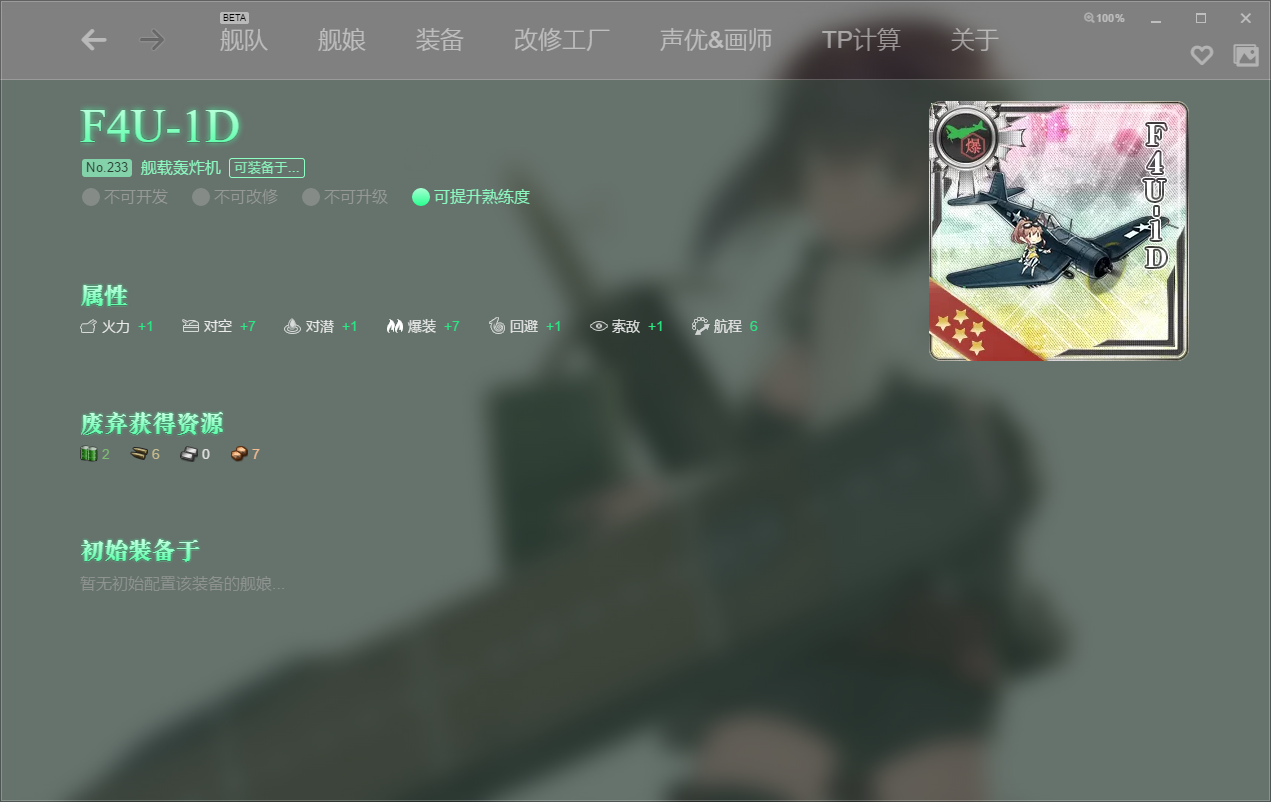 BETA
舰队 舰娘 装备 改修工厂 声优&画师 TP计算 关于
100%
F4U-1D
No.233 舰载轰炸机 可装备于...
不可开发 不可改修 不可升级 可提升熟练度
爆
F4U-1D
属性
火力 +1 对空 +7 对潜 +1 爆装 +7 回避 +1 索敌 +1 航程 6
废弃获得资源
2 6 0 7
初始装备于
暂无初始配置该装备的舰娘...